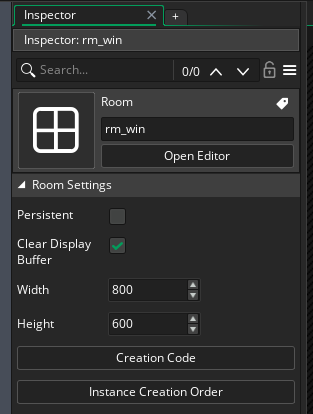 Inspector
Inspector: rm_win
Search... 0/0
Room
rm_win
Open Editor
Room Settings
Persistent
Clear Display
Buffer
Width 800
Height 600
Creation Code
Instance Creation Order